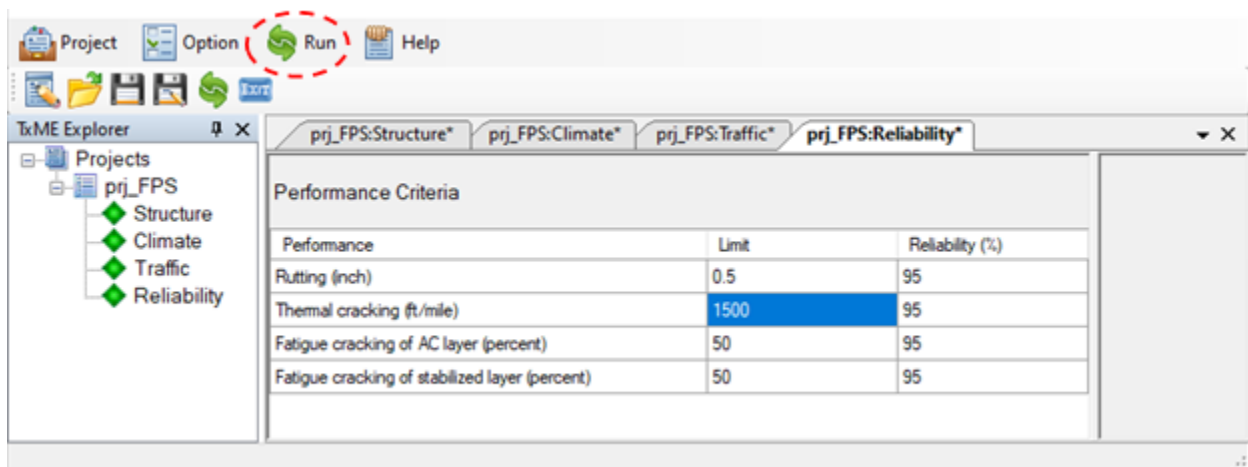 Project Option Run Help
EXIT
TxME Explorer
Projects
prj_FPS
Structure
Climate
Traffic
Reliability
prj_FPS:Structure* prj_FPS:Climate* prj_FPS:Traffic* prj_FPS:Reliability*
Performance Criteria
Performance Limit Reliability (%)
Rutting (inch) 0.5 95
Thermal cracking (ft/mile) 1500 95
Fatigue cracking of AC layer (percent) 50 95
Fatigue cracking of stabilized layer (percent) 50 95